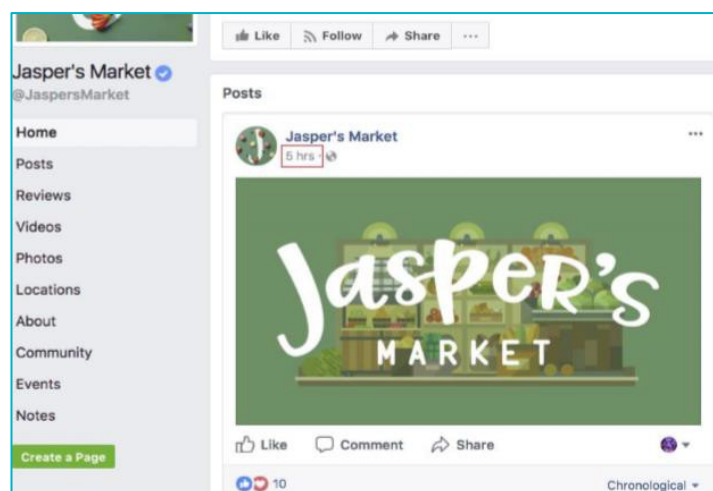 Like Follow Share ...
Jasper's Market
@JaspersMarket
Home
Posts
Reviews
Videos
Photos
Locations
About
Community
Events
Notes
Create a Page
Posts
Jasper's Market
5 hrs ·
Jasper's
MARKET
Like Comment Share
10
Chronological